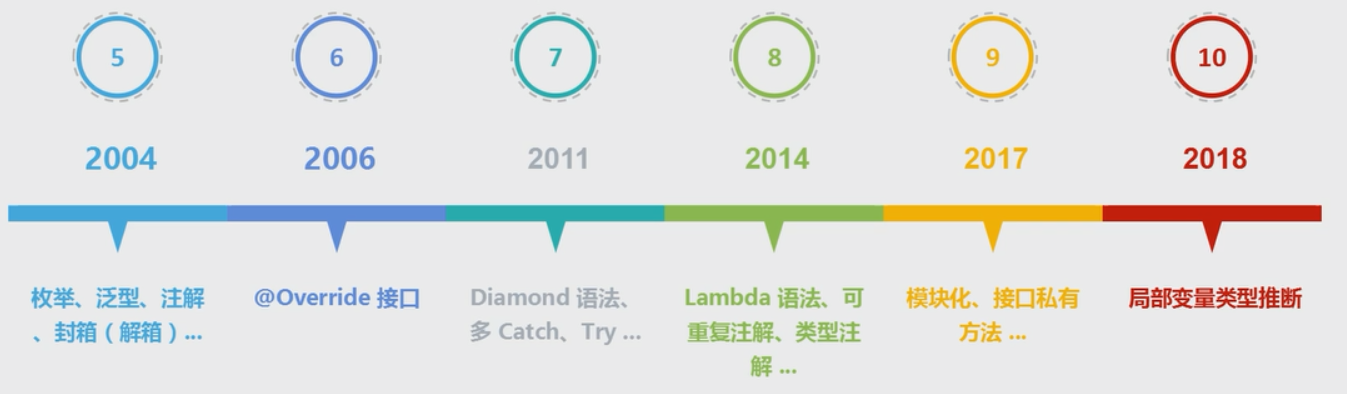 5
6
7
8
9
10
2004
2006
2011
2014
2017
2018
枚举、泛型、注解
、封箱（解箱）...
@Override 接口
Diamond 语法、
多 Catch、Try ...
Lambda 语法、可
重复注解、类型注
解 ...
模块化、接口私有
方法 ...
局部变量类型推断